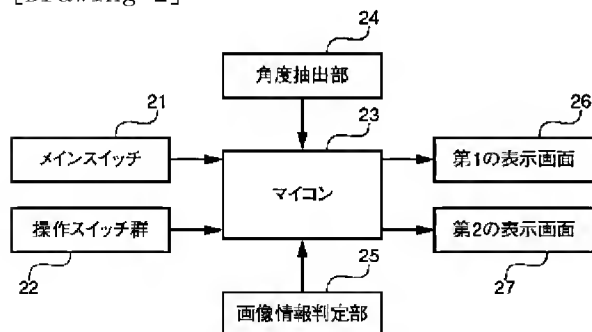 24
角度抽出部
21
23
26
メインスイッチ
マイコン
第1の表示画面
操作スイッチ群
第2の表示画面
22
25
27
画像情報判定部